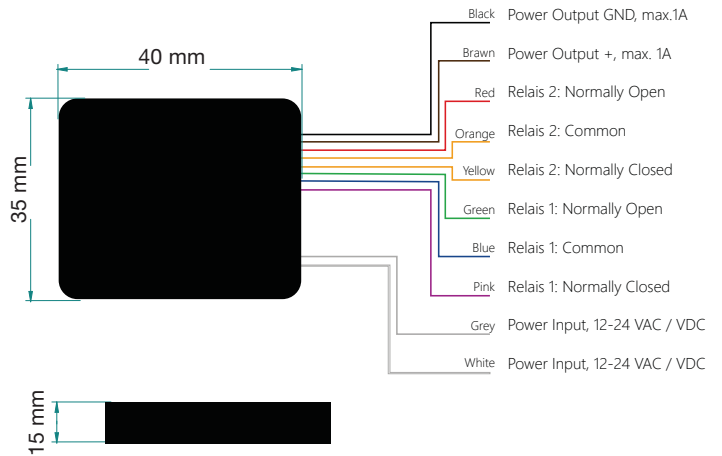 Black Power Output GND, max.1A
40 mm
Brawn Power Output +, max. 1A
Red Relais 2: Normally Open
Orange Relais 2: Common
Yellow Relais 2: Normally Closed
35 mm
Green Relais 1: Normally Open
Blue Relais 1: Common
Pink Relais 1: Normally Closed
Grey Power Input, 12-24 VAC / VDC
White Power Input, 12-24 VAC / VDC
15 mm